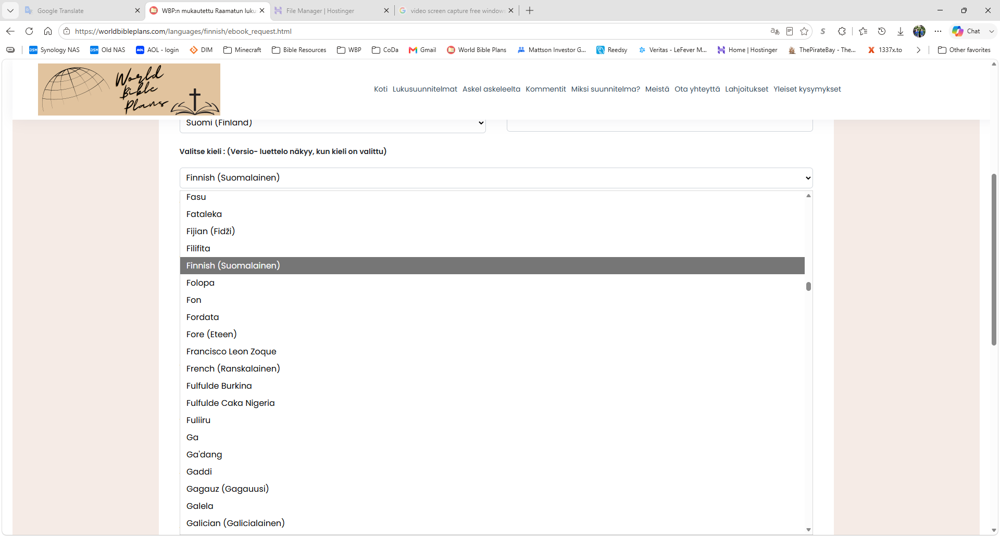 Google Translate
WBP:n mukautettu Raamatun luku
File Manager | Hostinger
video screen capture free windows
https://worldbibleplans.com/languages/finnish/ebook_request.html
Chat
Synology NAS
Old NAS
AOL - login
DIM
Minecraft
Bible Resources
WBP
CoDa
Gmail
World Bible Plans
Mattson Investor G...
Reedsy
Veritas - LeFever M...
Home | Hostinger
ThePirateBay - The...
1337x.to
Other favorites
World
Bible
Plans
Koti Lukusuunnitelmat Askel askeleelta Kommentit Miksi suunnitelma? Meistä Ota yhteyttä Lahjoitukset Yleiset kysymykset
Suomi (Finland)
Valitse kieli : (Versio- luettelo näkyy, kun kieli on valittu)
Finnish (Suomalainen)
Fasu
Fataleka
Fijian (Fidži)
Filifita
Finnish (Suomalainen)
Folopa
Fon
Fordata
Fore (Eteen)
Francisco Leon Zoque
French (Ranskalainen)
Fulfulde Burkina
Fulfulde Caka Nigeria
Fuliiru
Ga
Ga'dang
Gaddi
Gagauz (Gagauusi)
Galela
Galician (Galicialainen)